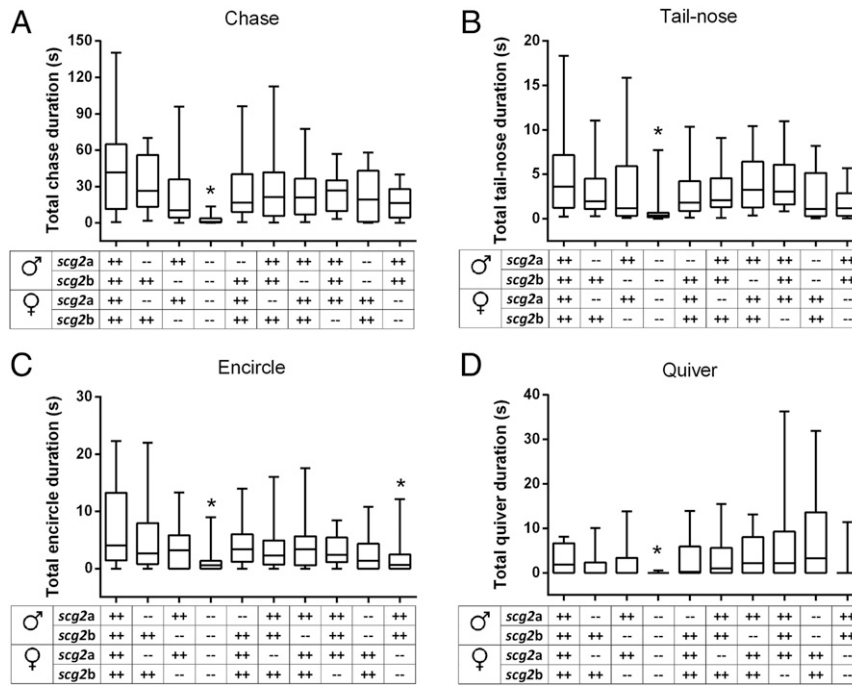 A
Chase
Total chase duration (s)
150
120
90
60
30
0
*
♂ scg2a ++ -- ++ -- -- ++ ++ ++ -- ++
scg2b ++ ++ -- -- ++ ++ -- ++ -- ++
♀ scg2a ++ -- ++ -- ++ -- ++ ++ ++ --
scg2b ++ ++ -- -- ++ ++ ++ -- ++ --
B
Tail-nose
Total tail-nose duration (s)
20
15
10
5
0
*
♂ scg2a ++ -- ++ -- -- ++ ++ ++ -- ++
scg2b ++ ++ -- -- ++ ++ -- ++ -- ++
♀ scg2a ++ -- ++ -- ++ -- ++ ++ ++ --
scg2b ++ ++ -- -- ++ ++ ++ -- ++ --
C
Encircle
Total encircle duration (s)
30
20
10
0
*
*
♂ scg2a ++ -- ++ -- -- ++ ++ ++ -- ++
scg2b ++ ++ -- -- ++ ++ -- ++ -- ++
♀ scg2a ++ -- ++ -- ++ -- ++ ++ ++ --
scg2b ++ ++ -- -- ++ ++ ++ -- ++ --
D
Quiver
Total quiver duration (s)
40
30
20
10
0
*
♂ scg2a ++ -- ++ -- -- ++ ++ ++ -- ++
scg2b ++ ++ -- -- ++ ++ -- ++ -- ++
♀ scg2a ++ -- ++ -- ++ -- ++ ++ ++ --
scg2b ++ ++ -- -- ++ ++ ++ -- ++ --